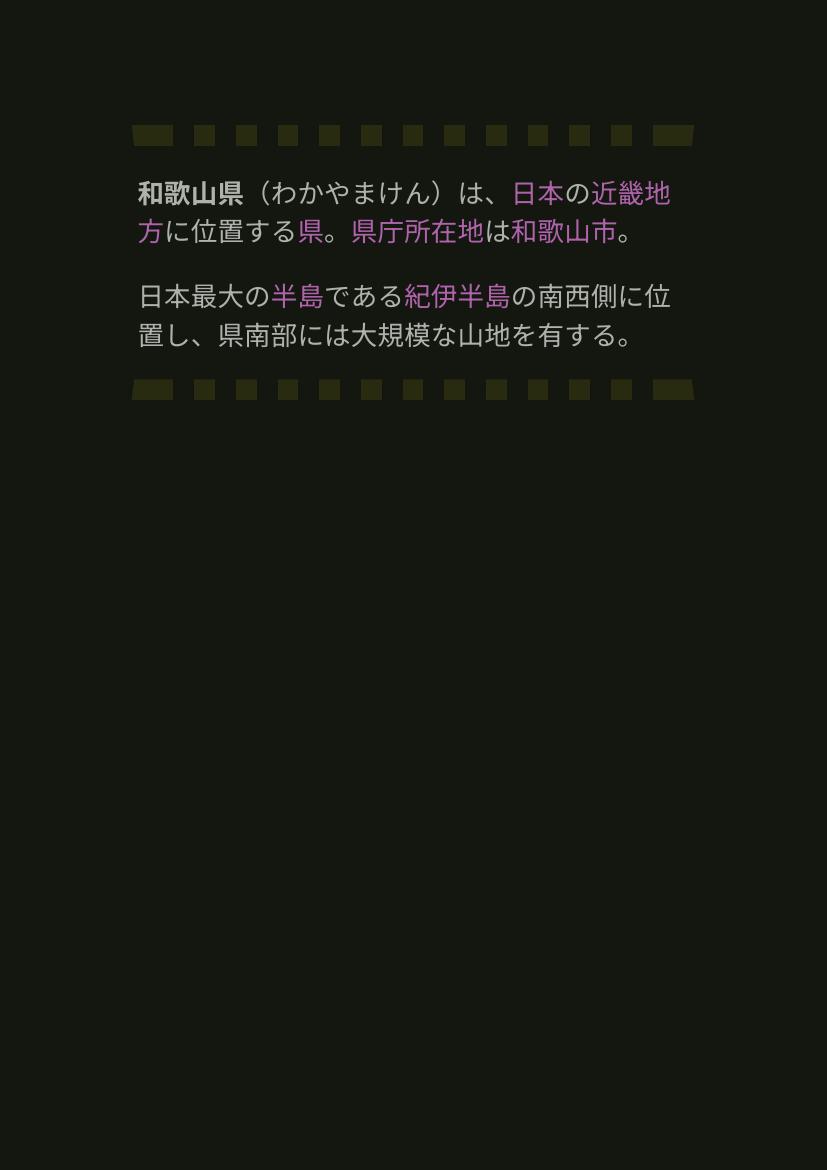 和歌山県（わかやまけん）は、日本の近畿地
方に位置する県。県庁所在地は和歌山市。
日本最大の半島である紀伊半島の南西側に位
置し、県南部には大規模な山地を有する。